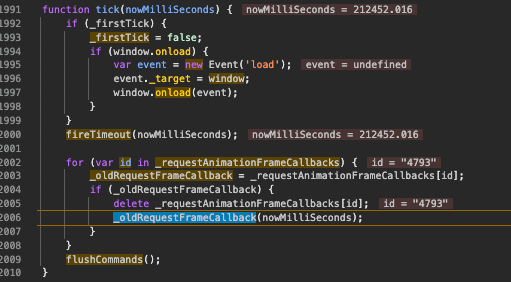 1991 function tick(nowMilliSeconds) { nowMilliSeconds = 212452.016
1992 if (_firstTick) {
1993 _firstTick = false;
1994 if (window.onload) {
1995 var event = new Event('load'); event = undefined
1996 event._target = window;
1997 window.onload(event);
1998 }
1999 }
2000 fireTimeout(nowMilliSeconds); nowMilliSeconds = 212452.016
2001
2002 for (var id in _requestAnimationFrameCallbacks) { id = "4793"
2003 _oldRequestFrameCallback = _requestAnimationFrameCallbacks[id];
2004 if (_oldRequestFrameCallback) {
2005 delete _requestAnimationFrameCallbacks[id]; id = "4793"
2006 _oldRequestFrameCallback(nowMilliSeconds);
2007 }
2008 }
2009 flushCommands();
2010 }